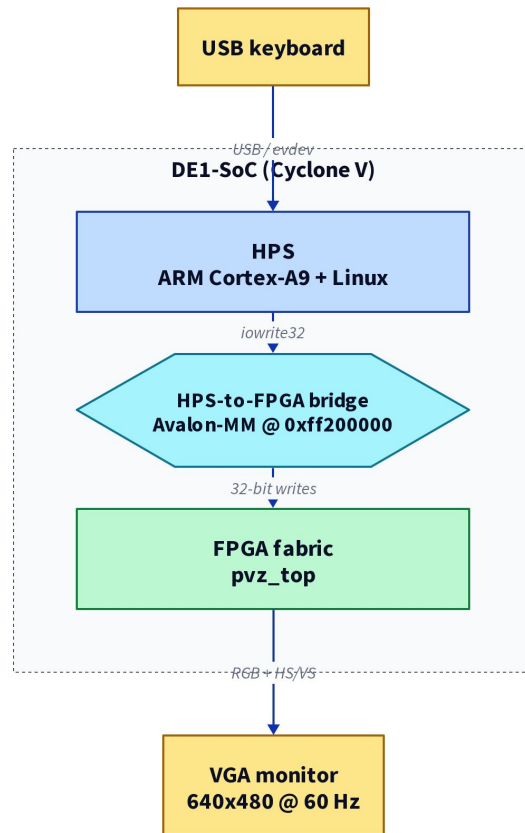 USB keyboard
USB / evdev
DE1-SoC (Cyclone V)
HPS
ARM Cortex-A9 + Linux
iowrite32
HPS-to-FPGA bridge
Avalon-MM @ 0xff200000
32-bit writes
FPGA fabric
pvz_top
RGB + HS/VS
VGA monitor
640x480 @ 60 Hz